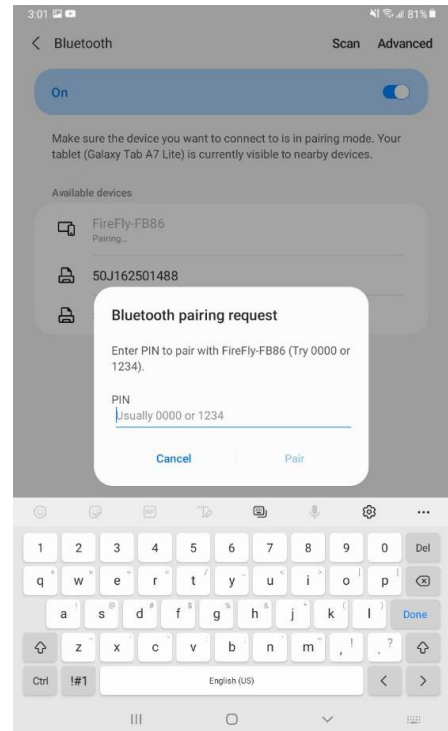 3:01 81%
Bluetooth Scan Advanced
On
Make sure the device you want to connect to is in pairing mode. Your
tablet (Galaxy Tab A7 Lite) is currently visible to nearby devices.
Available devices
FireFly-FB86
Pairing...
50J162501488
Bluetooth pairing request
Enter PIN to pair with FireFly-FB86 (Try 0000 or
1234).
PIN
Usually 0000 or 1234
Cancel Pair
1 2 3 4 5 6 7 8 9 0 Del
q w e r t y u i o p
a s d f g h j k l Done
z x c v b n m , ! . ?
Ctrl !#1 English (US) < >